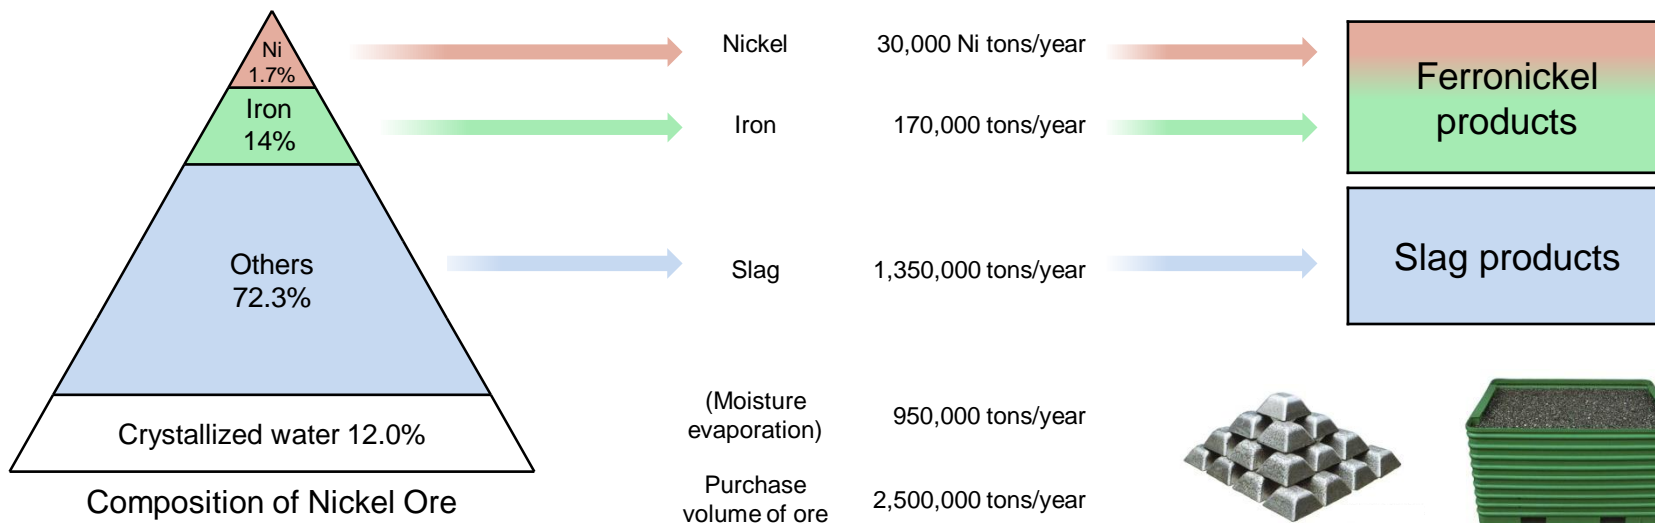 Ni
1.7%
Iron
14%
Others
72.3%
Crystallized water 12.0%
Composition of Nickel Ore
Nickel
30,000 Ni tons/year
Iron
170,000 tons/year
Slag
1,350,000 tons/year
(Moisture
evaporation)
950,000 tons/year
Purchase
volume of ore
2,500,000 tons/year
Ferronickel
products
Slag products